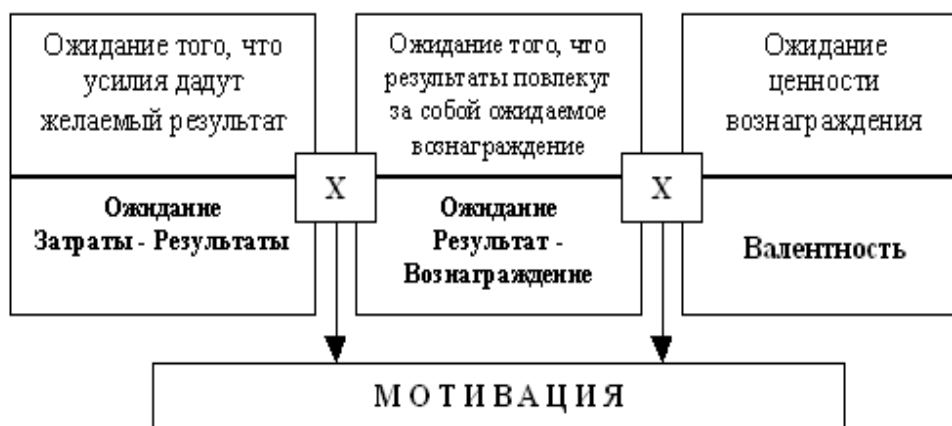 Ожидание того, что
усилия дадут
желаемый результат
Ожидание
Затраты - Результаты
X
Ожидание того, что
результаты повлекут
за собой ожидаемое
вознаграждение
Ожидание
Результат -
Вознаграждение
X
Ожидание
ценности
вознаграждения
Валентность
МОТИВАЦИЯ